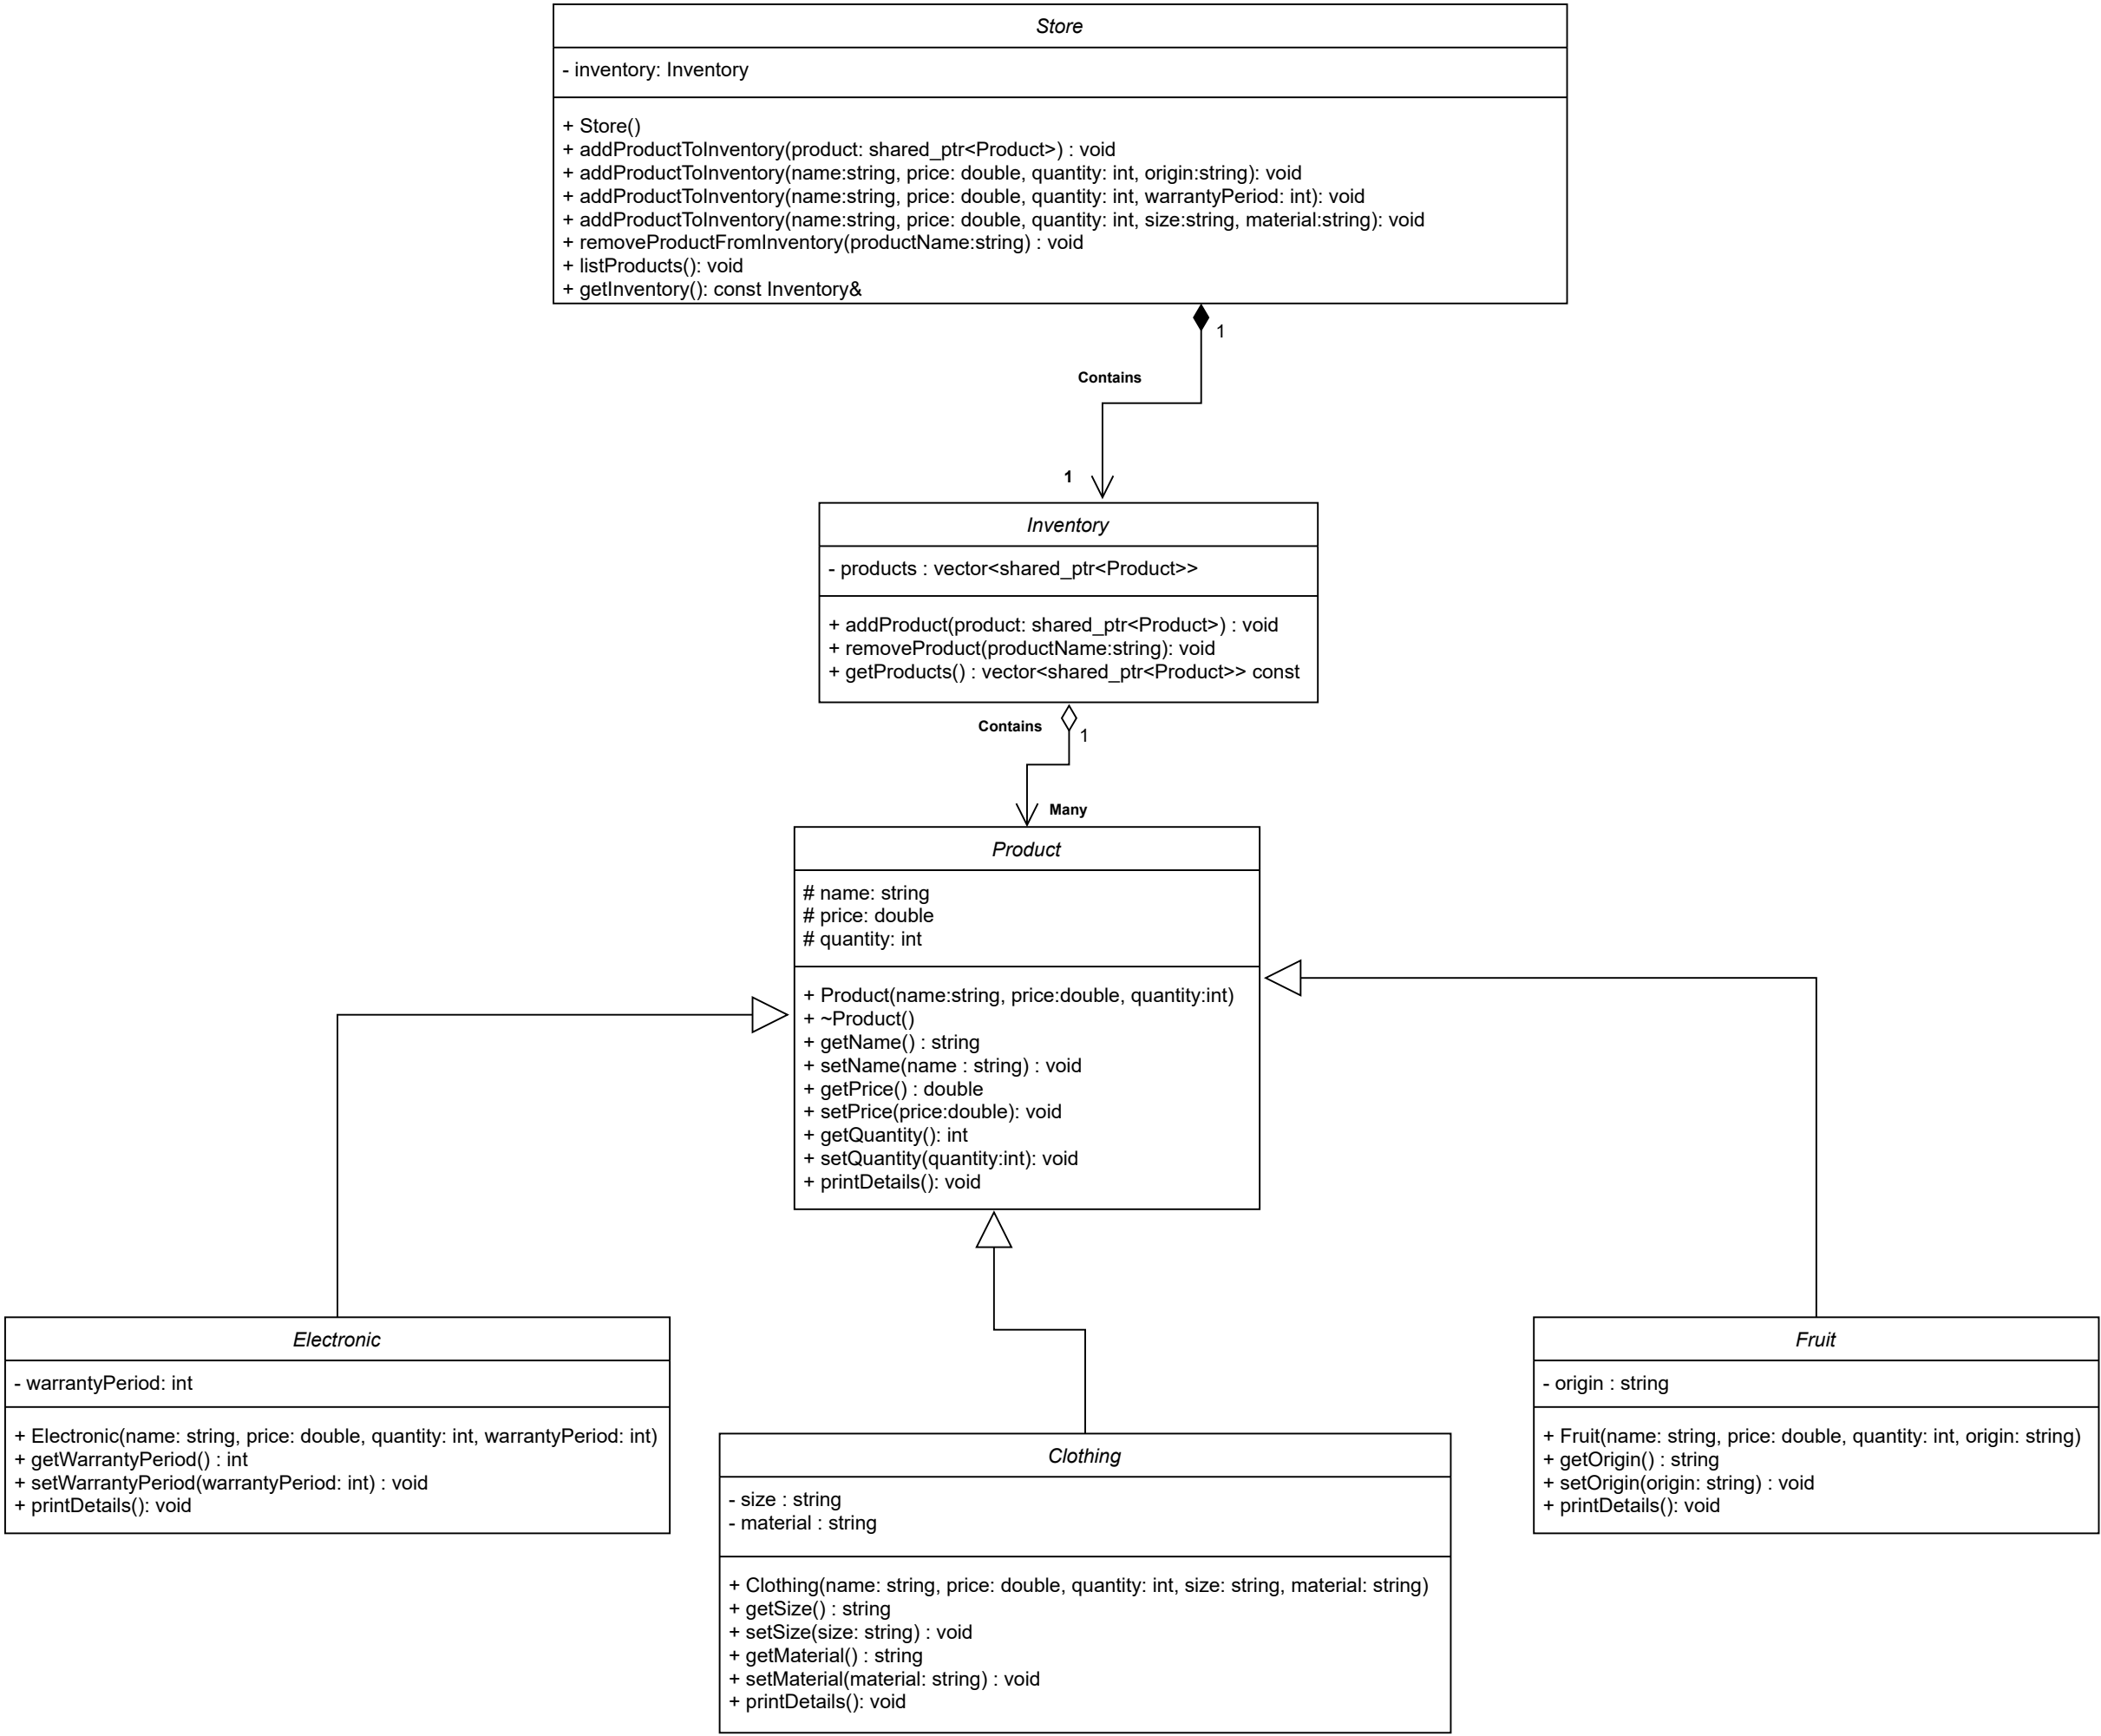 Store
- inventory: Inventory
+ Store()
+ addProductToInventory(product: shared_ptr<Product>) : void
+ addProductToInventory(name:string, price: double, quantity: int, origin:string): void
+ addProductToInventory(name:string, price: double, quantity: int, warrantyPeriod: int): void
+ addProductToInventory(name:string, price: double, quantity: int, size:string, material:string): void
+ removeProductFromInventory(productName:string) : void
+ listProducts(): void
+ getInventory(): const Inventory&
1
Contains
1
Inventory
- products : vector<shared_ptr<Product>>
+ addProduct(product: shared_ptr<Product>) : void
+ removeProduct(productName:string): void
+ getProducts() : vector<shared_ptr<Product>> const
Contains
1
Many
Product
# name: string
# price: double
# quantity: int
+ Product(name:string, price:double, quantity:int)
+ ~Product()
+ getName() : string
+ setName(name : string) : void
+ getPrice() : double
+ setPrice(price:double): void
+ getQuantity(): int
+ setQuantity(quantity:int): void
+ printDetails(): void
Electronic
- warrantyPeriod: int
+ Electronic(name: string, price: double, quantity: int, warrantyPeriod: int)
+ getWarrantyPeriod() : int
+ setWarrantyPeriod(warrantyPeriod: int) : void
+ printDetails(): void
Clothing
- size : string
- material : string
+ Clothing(name: string, price: double, quantity: int, size: string, material: string)
+ getSize() : string
+ setSize(size: string) : void
+ getMaterial() : string
+ setMaterial(material: string) : void
+ printDetails(): void
Fruit
- origin : string
+ Fruit(name: string, price: double, quantity: int, origin: string)
+ getOrigin() : string
+ setOrigin(origin: string) : void
+ printDetails(): void